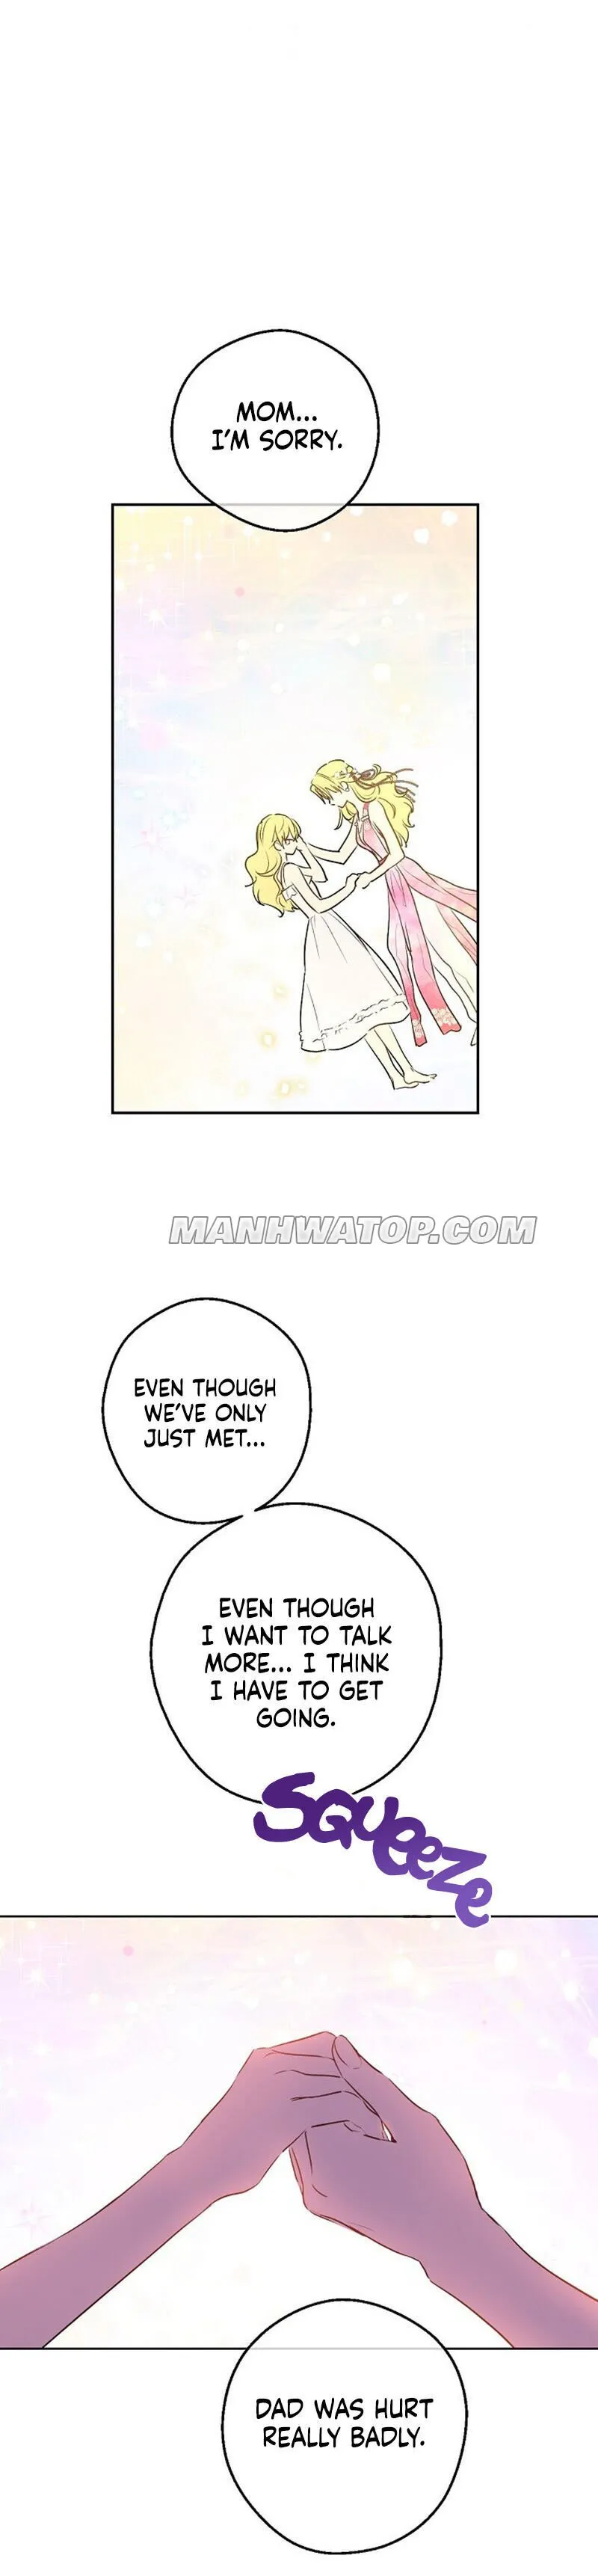 MOM...
I'M SORRY.
MANHWATOP.COM
EVEN THOUGH
WE'VE ONLY
JUST MET...
EVEN THOUGH
I WANT TO TALK
MORE... I THINK
I HAVE TO GET
GOING.
SQUEEZE
DAD WAS HURT
REALLY BADLY.